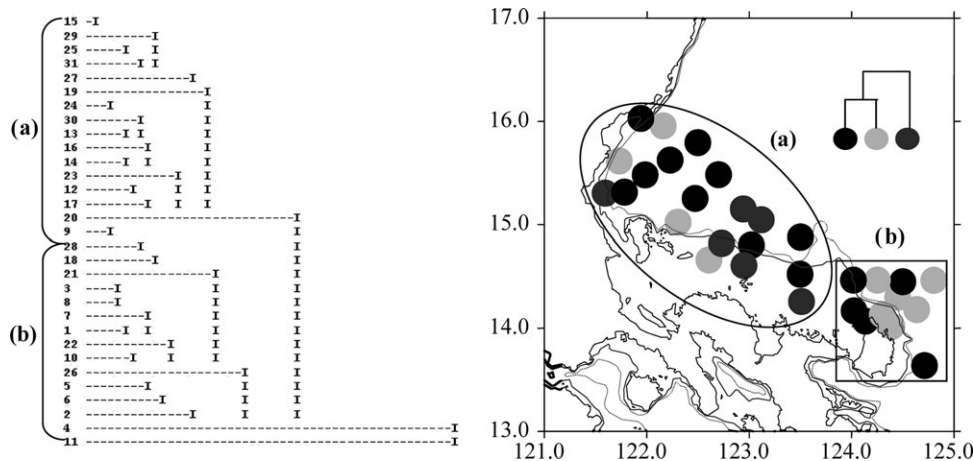 15 --I
29 ---------------I
25 --------I      I
31 -----------I I
27 ----------------------I
19 -------------------------I
24 ----I                    I
30 -----------I             I
13 --------I  I             I
16 -------------I           I
14 --------I    I           I
23 -------------------I     I
12 ----------I        I     I
17 -------------I     I     I
20 -------------------------------------------I
9 ----I I
28 -----------I I
18 --------------I I
21 ---------------------------I I
3 ------I I I
8 ------I I I
7 -------------I I I
1 --------I I I I
22 -----------------I I I
10 ---------I I I I
26 --------------------------------I I
5 -------------I I I
6 ----------------I I I
2 ----------------------I I I
4 --------------------------------------------------------------------------I
11 --------------------------------------------------------------------------I
(a)
(b)
17.0
16.0
15.0
14.0
13.0
(a)
(b)
121.0 122.0 123.0 124.0 125.0